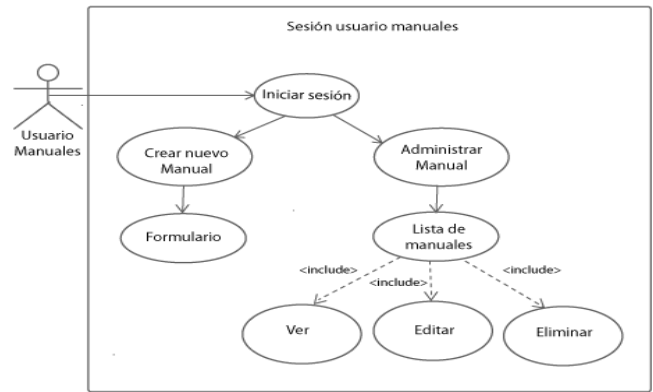 Sesión usuario manuales
Iniciar sesión
Usuario
Manuales
Crear nuevo
Manual
Administrar
Manual
Formulario
Lista de
manuales
<include>
<include>
<include>
Ver
Editar
Eliminar